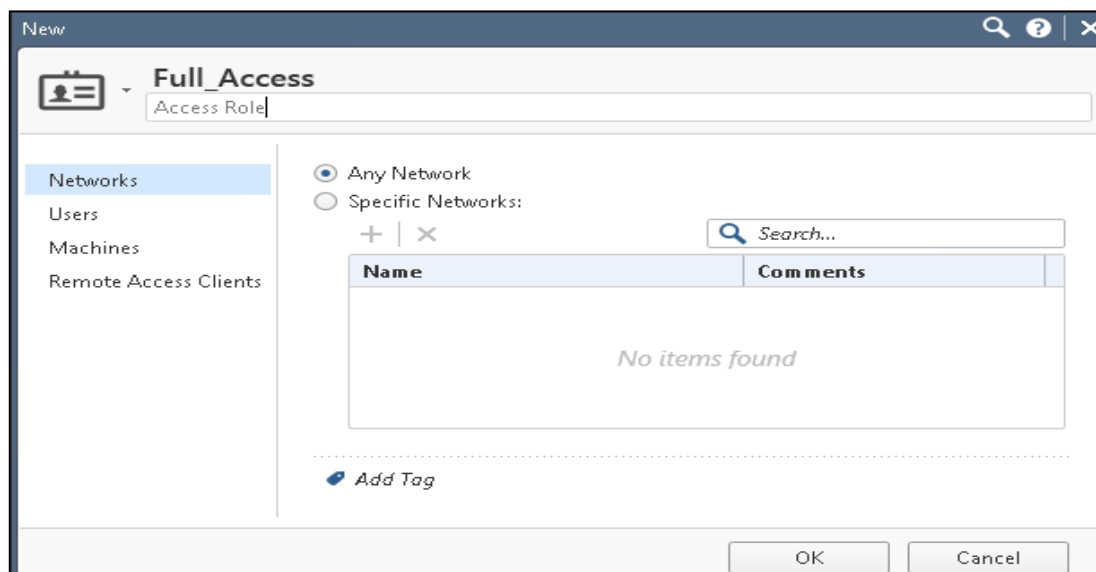 New
Full_Access
Access Role
Networks
Users
Machines
Remote Access Clients
Any Network
Specific Networks:
Search...
Name Comments
No items found
Add Tag
OK Cancel